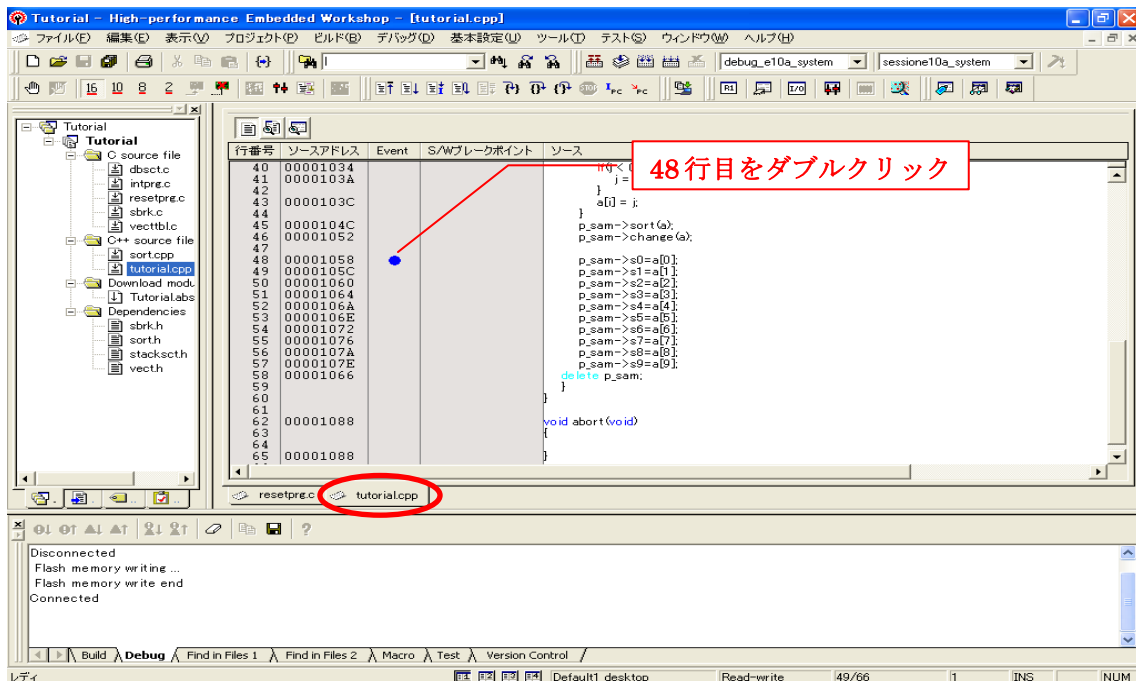 Tutorial - High-performance Embedded Workshop - [tutorial.cpp]
ファイル(F) 編集(E) 表示(V) プロジェクト(P) ビルド(B) デバッグ(D) 基本設定(U) ツール(T) テスト(S) ウィンドウ(W) ヘルプ(H)
debug_e10a_system sessione10a_system
16 10 8 2
行番号 ソースアドレス Event S/Wブレークポイント ソース
48行目をダブルクリック
Tutorial
Tutorial
C source file
dbsct.c
intprg.c
resetprg.c
sbrk.c
vecttbl.c
C++ source file
sort.cpp
tutorial.cpp
Download modu
Tutorial.abs
Dependencies
sbrk.h
sort.h
stacksct.h
vect.h
40 00001034 if(j < 0
41 0000103A j =
42 }
43 0000103C a[i] = j;
44 }
45 0000104C p_sam->sort(a);
46 00001052 p_sam->change(a);
47
48 00001058 p_sam->s0=a[0];
49 0000105C p_sam->s1=a[1];
50 00001060 p_sam->s2=a[2];
51 00001064 p_sam->s3=a[3];
52 0000106A p_sam->s4=a[4];
53 0000106E p_sam->s5=a[5];
54 00001072 p_sam->s6=a[6];
55 00001076 p_sam->s7=a[7];
56 0000107A p_sam->s8=a[8];
57 0000107E p_sam->s9=a[9];
58 00001066 delete p_sam;
59 }
60 }
61
62 00001088 void abort(void)
63 {
64
65 00001088 }
resetprg.c tutorial.cpp
Disconnected
Flash memory writing ...
Flash memory write end
Connected
Build Debug Find in Files 1 Find in Files 2 Macro Test Version Control
レディ Default1 desktop Read-write 49/66 1 INS NUM